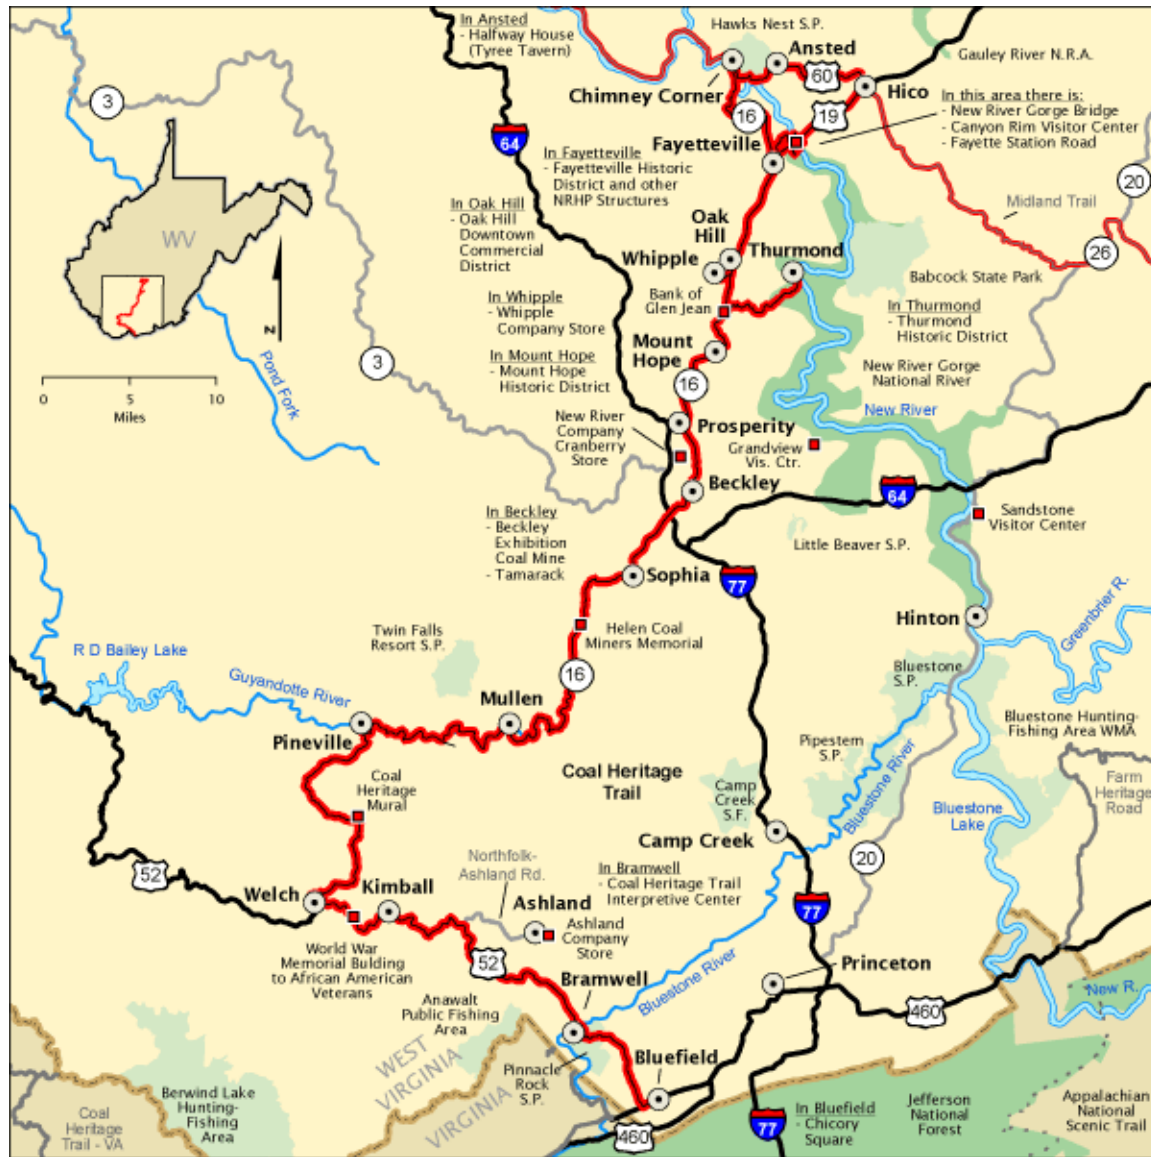 In Ansted
- Halfway House
(Tyree Tavern)
Hawks Nest S.P.
Ansted
Gauley River N.R.A.
60
3
Chimney Corner
Hico
In this area there is:
- New River Gorge Bridge
- Canyon Rim Visitor Center
- Fayette Station Road
16
19
64
Fayetteville
In Fayetteville
- Fayetteville Historic
District and other
NRHP Structures
20
Midland Trail
In Oak Hill
- Oak Hill
Downtown
Commercial
District
Oak
Hill
WV
26
Whipple
Thurmond
Babcock State Park
Bank of
Glen Jean
In Whipple
- Whipple
Company Store
In Thurmond
- Thurmond
Historic District
N
Mount
Hope
In Mount Hope
- Mount Hope
Historic District
3
Pond Fork
0
5
10
Miles
16
New River Gorge
National River
New River
New River
Company
Cranberry
Store
Prosperity
Grandview
Vis. Ctr.
Beckley
64
In Beckley
- Beckley
Exhibition
Coal Mine
- Tamarack
Sandstone
Visitor Center
Little Beaver S.P.
Sophia
77
Hinton
Greenbrier R.
Twin Falls
Resort S.P.
Helen Coal
Miners Memorial
R D Bailey Lake
Guyandotte River
16
Bluestone
S.P.
Mullen
Pineville
Bluestone Hunting-
Fishing Area WMA
Pipestem
S.P.
Bluestone River
Coal
Heritage
Mural
Coal Heritage
Trail
Camp
Creek
S.F.
Farm
Heritage
Road
Bluestone
Lake
Camp Creek
20
52
Northfolk-
Ashland Rd.
In Bramwell
- Coal Heritage Trail
Interpretive Center
Welch
Kimball
Ashland
Ashland
Company
Store
77
World War
Memorial Bulding
to African American
Veterans
52
Princeton
Bramwell
Bluestone River
New R.
460
Anawalt
Public Fishing
Area
WEST
VIRGINIA
VIRGINIA
Pinnacle
Rock
S.P.
Bluefield
Berwind Lake
Hunting-
Fishing
Area
Coal
Heritage
Trail - VA
460
77
In Bluefield
- Chicory
Square
Jefferson
National
Forest
Appalachian
National
Scenic Trail